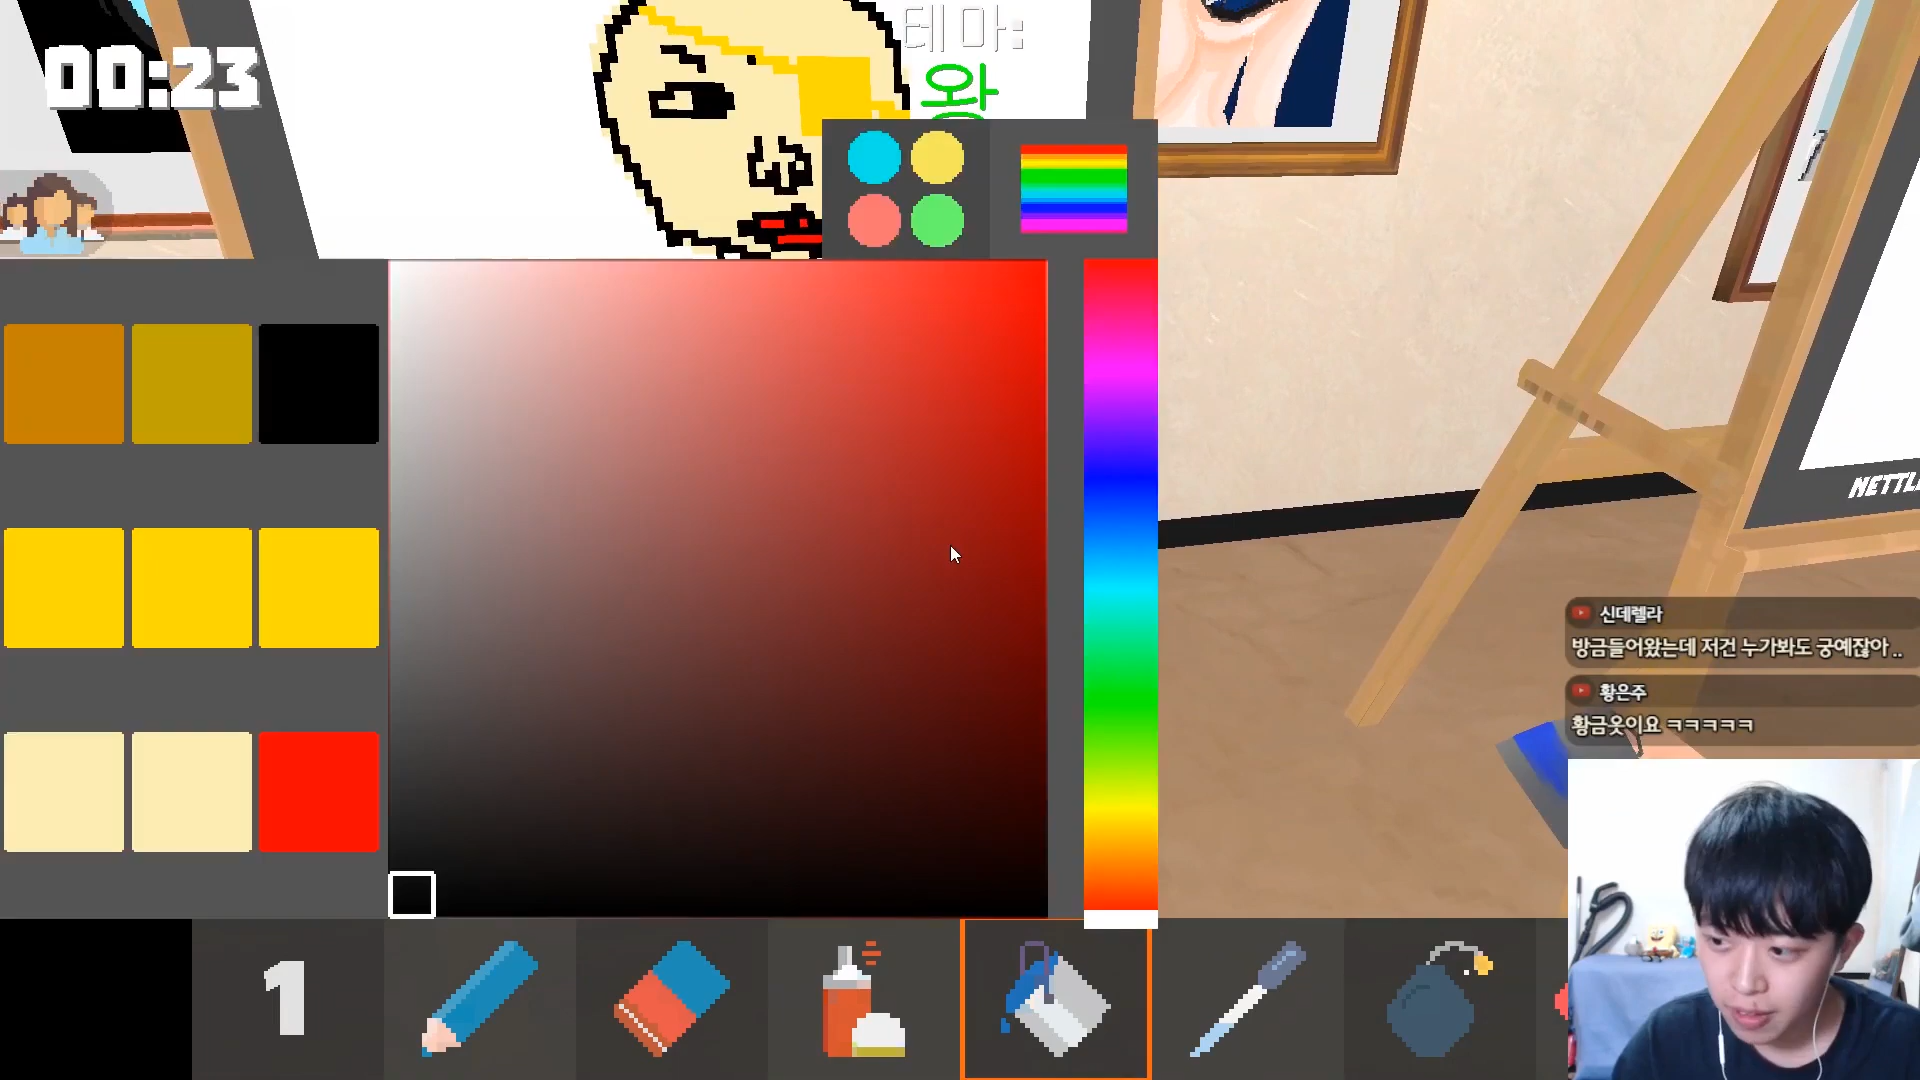 00:23
테마:
왕
신데렐라
방금들어왔는데 저건 누가봐도 궁예잖아 ..
황은주
황금옷이요 ㅋㅋㅋㅋㅋ
1